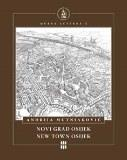 ANDRIJA MUTNJAKOVIĆ
NOVI GRAD OSIJEK
NEW TOWN OSIJEK